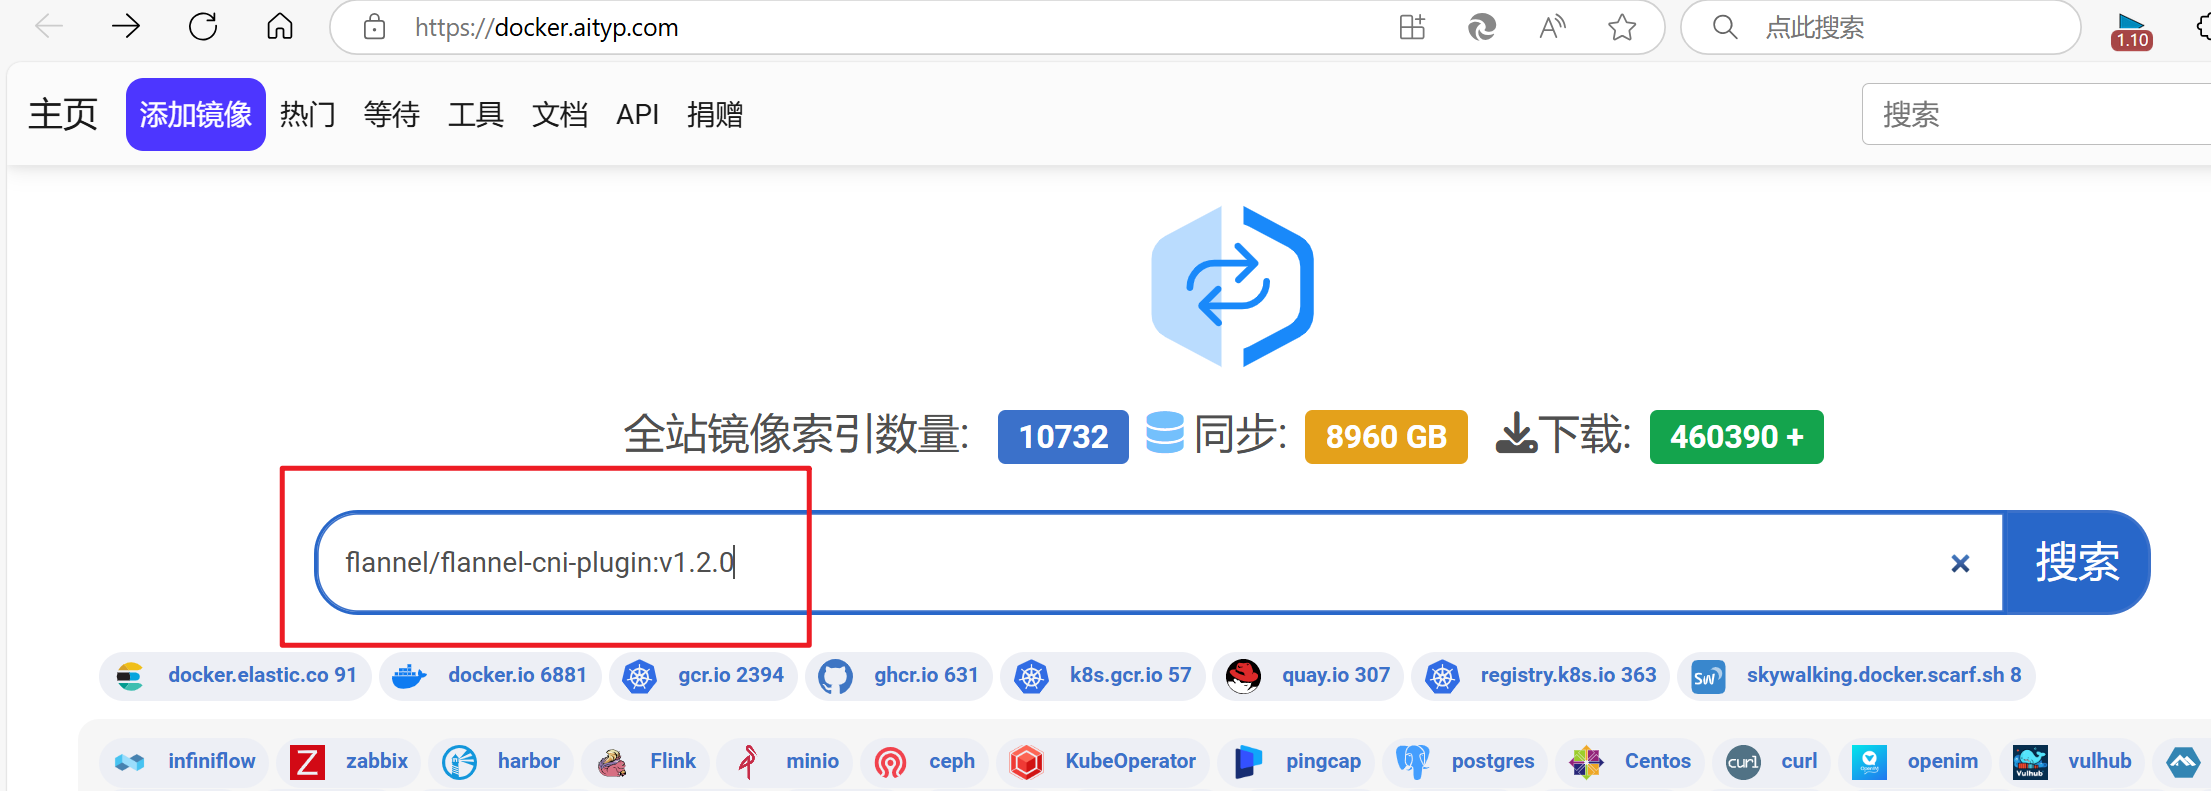 https://docker.aityp.com
点此搜索
1.10
主页 添加镜像 热门 等待 工具 文档 API 捐赠
搜索
全站镜像索引数量: 10732 同步: 8960 GB 下载: 460390 +
flannel/flannel-cni-plugin:v1.2.0
搜索
docker.elastic.co 91 docker.io 6881 gcr.io 2394 ghcr.io 631 k8s.gcr.io 57 quay.io 307 registry.k8s.io 363 SW skywalking.docker.scarf.sh 8
infiniflow Z zabbix harbor Flink minio ceph KubeOperator pingcap postgres Centos curl curl openim Vulhub vulhub